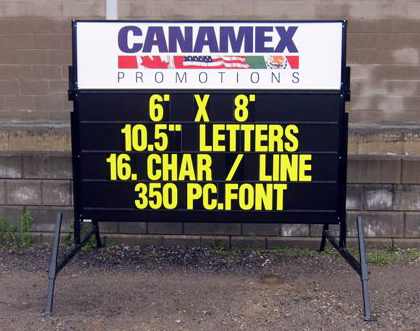 CANAMEX
PROMOTIONS
6' X 8'
10.5" LETTERS
16. CHAR / LINE
350 PC.FONT